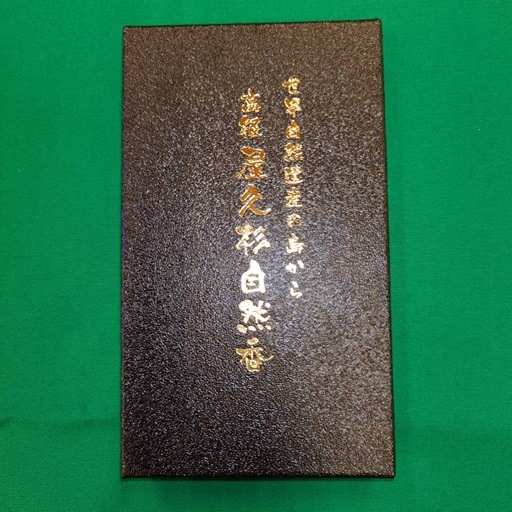 世界自然遺産の島から
高級 屋久杉自然香